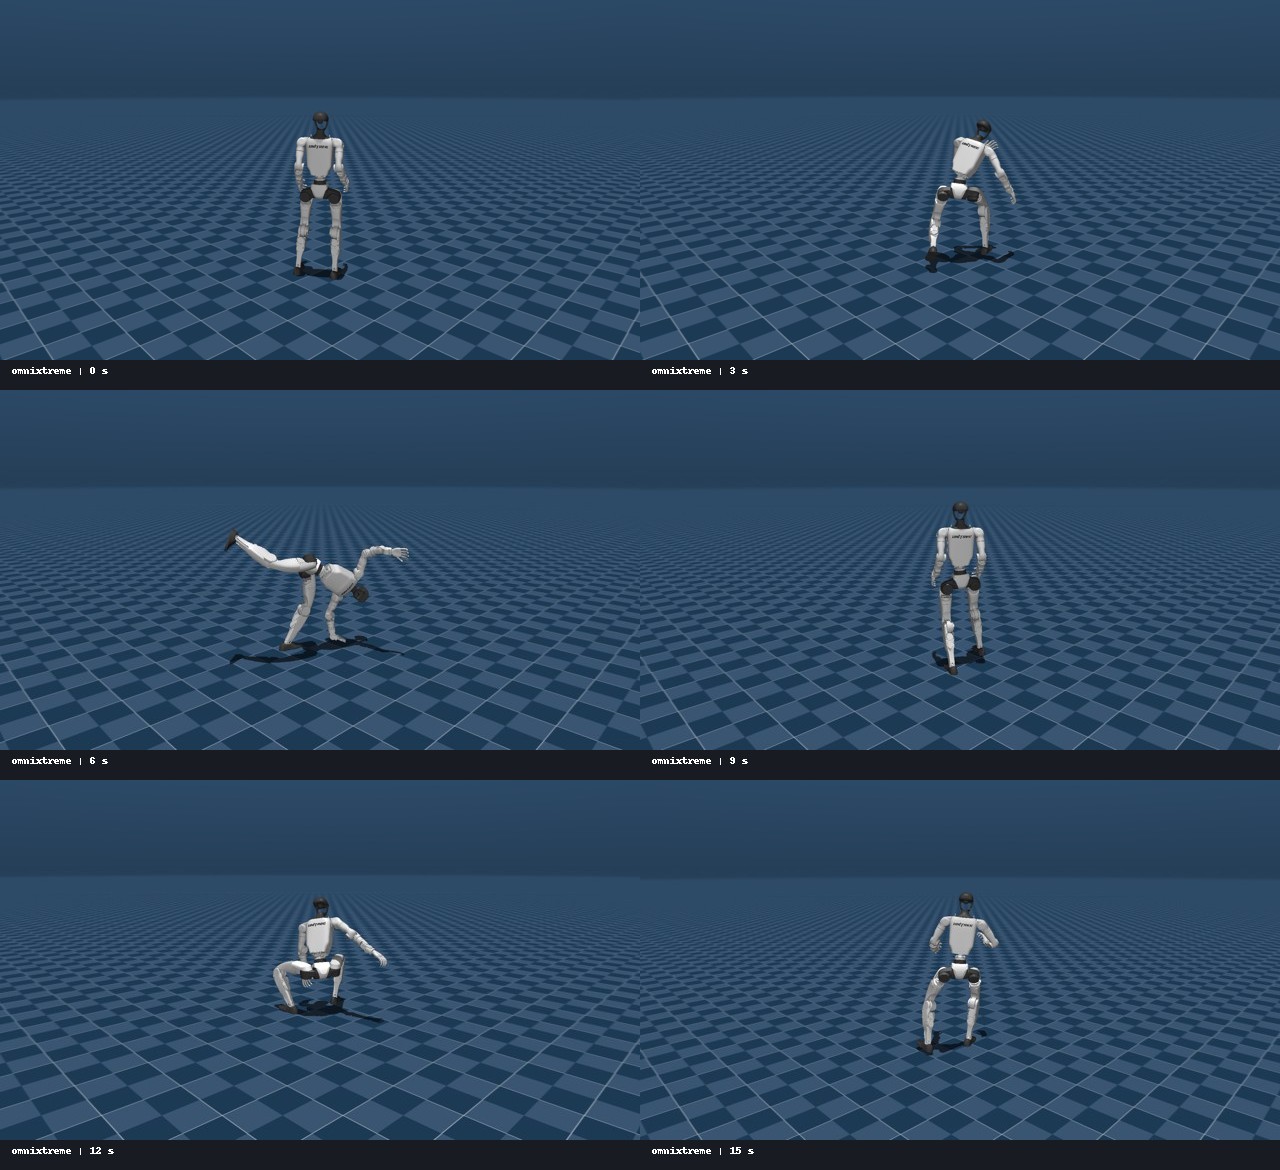 omnixtreme | 0 s
omnixtreme | 3 s
omnixtreme | 6 s
omnixtreme | 9 s
omnixtreme | 12 s
omnixtreme | 15 s